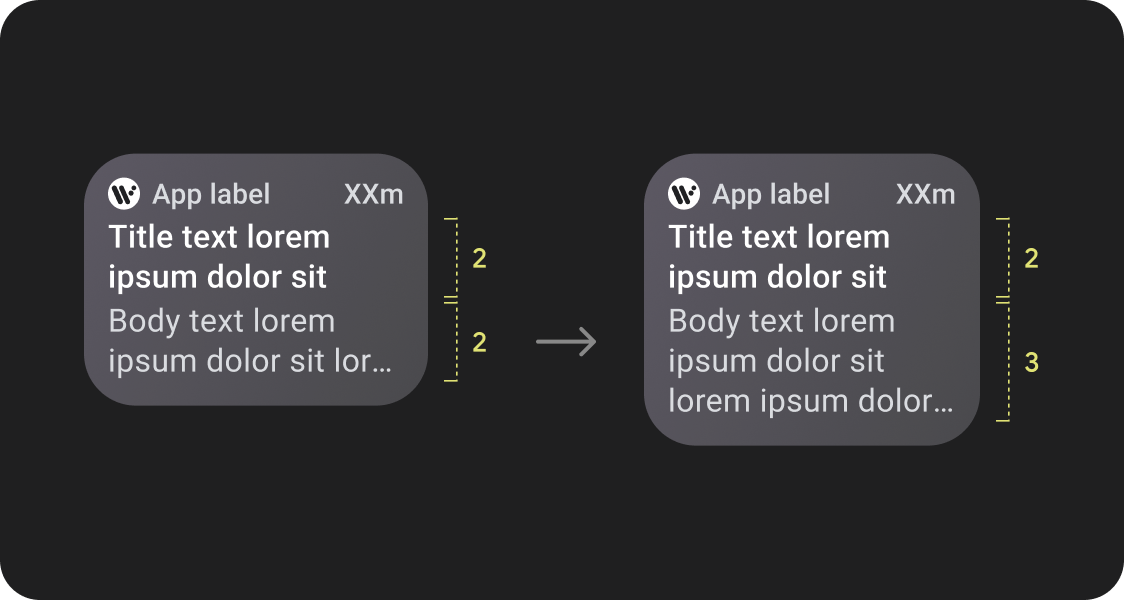 App label XXm
Title text lorem
ipsum dolor sit
Body text lorem
ipsum dolor sit lor...
2
2
App label XXm
Title text lorem
ipsum dolor sit
Body text lorem
ipsum dolor sit
lorem ipsum dolor...
2
3